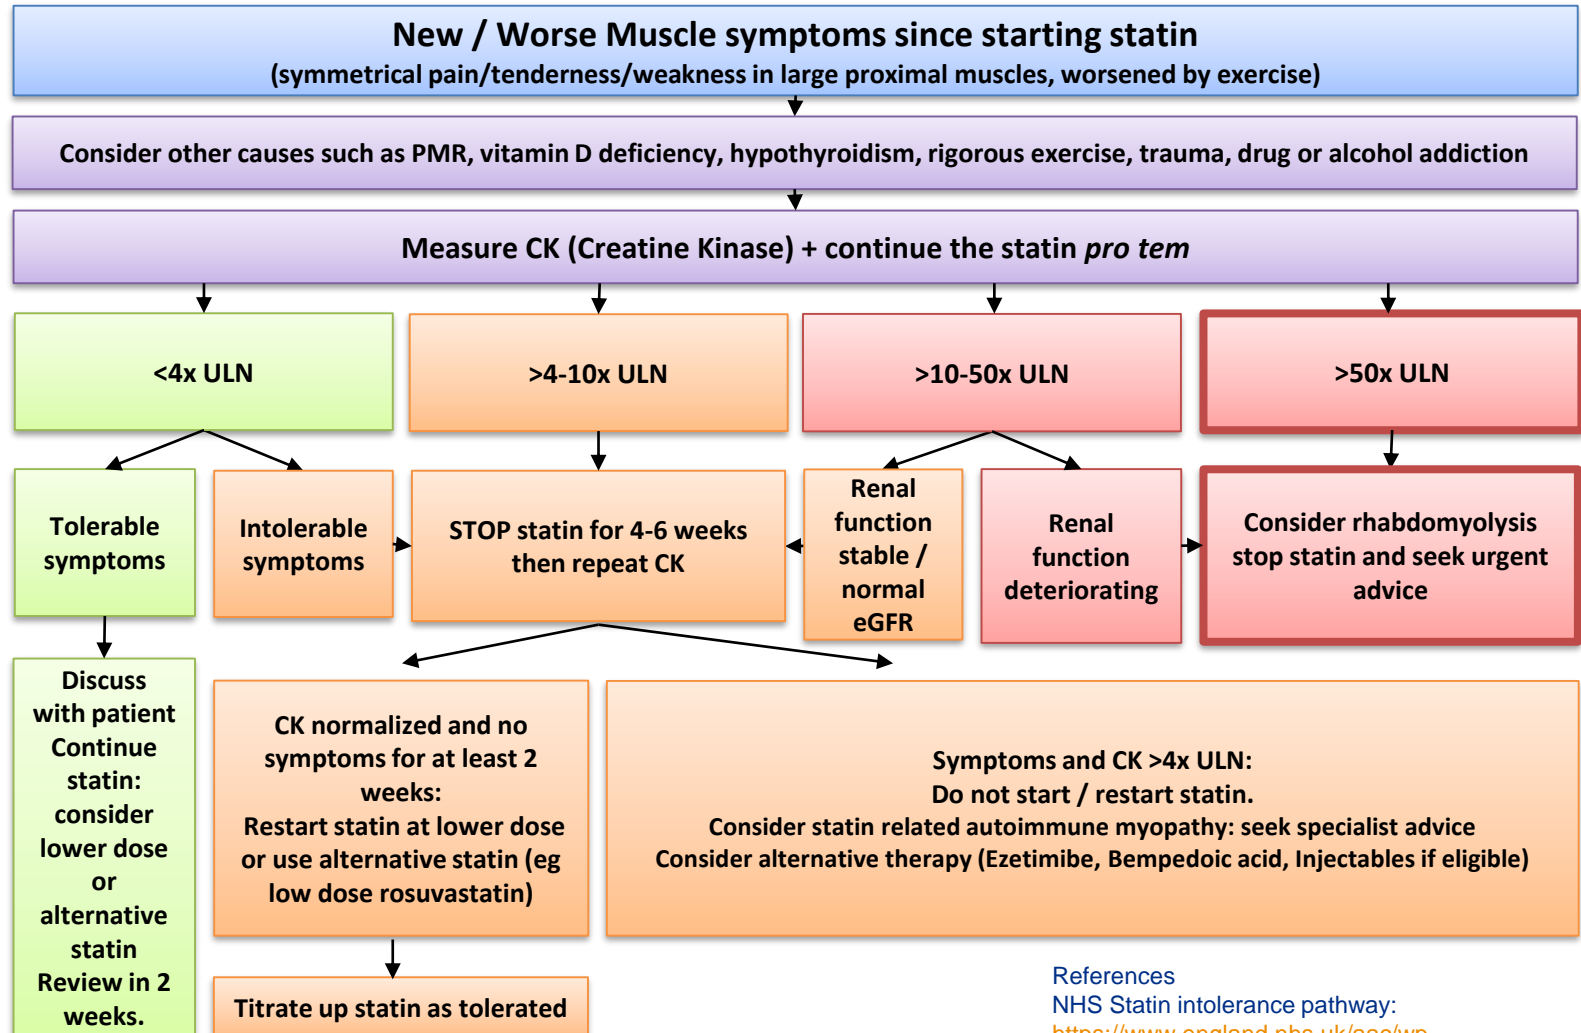 New / Worse Muscle symptoms since starting statin
(symmetrical pain/tenderness/weakness in large proximal muscles, worsened by exercise)
Consider other causes such as PMR, vitamin D deficiency, hypothyroidism, rigorous exercise, trauma, drug or alcohol addiction
Measure CK (Creatine Kinase) + continue the statin pro tem
<4x ULN
>4-10x ULN
>10-50x ULN
>50x ULN
Tolerable
symptoms
Intolerable
symptoms
STOP statin for 4-6 weeks
then repeat CK
Renal
function
stable /
normal
eGFR
Renal
function
deteriorating
Consider rhabdomyolysis
stop statin and seek urgent
advice
Discuss
with patient
Continue
statin:
consider
lower dose
or
alternative
statin
Review in 2
weeks.
CK normalized and no
symptoms for at least 2
weeks:
Restart statin at lower dose
or use alternative statin (eg
low dose rosuvastatin)
Symptoms and CK >4x ULN:
Do not start / restart statin.
Consider statin related autoimmune myopathy: seek specialist advice
Consider alternative therapy (Ezetimibe, Bempedoic acid, Injectables if eligible)
Titrate up statin as tolerated
References
NHS Statin intolerance pathway:
https://www.england.nhs.uk/aac/wp-